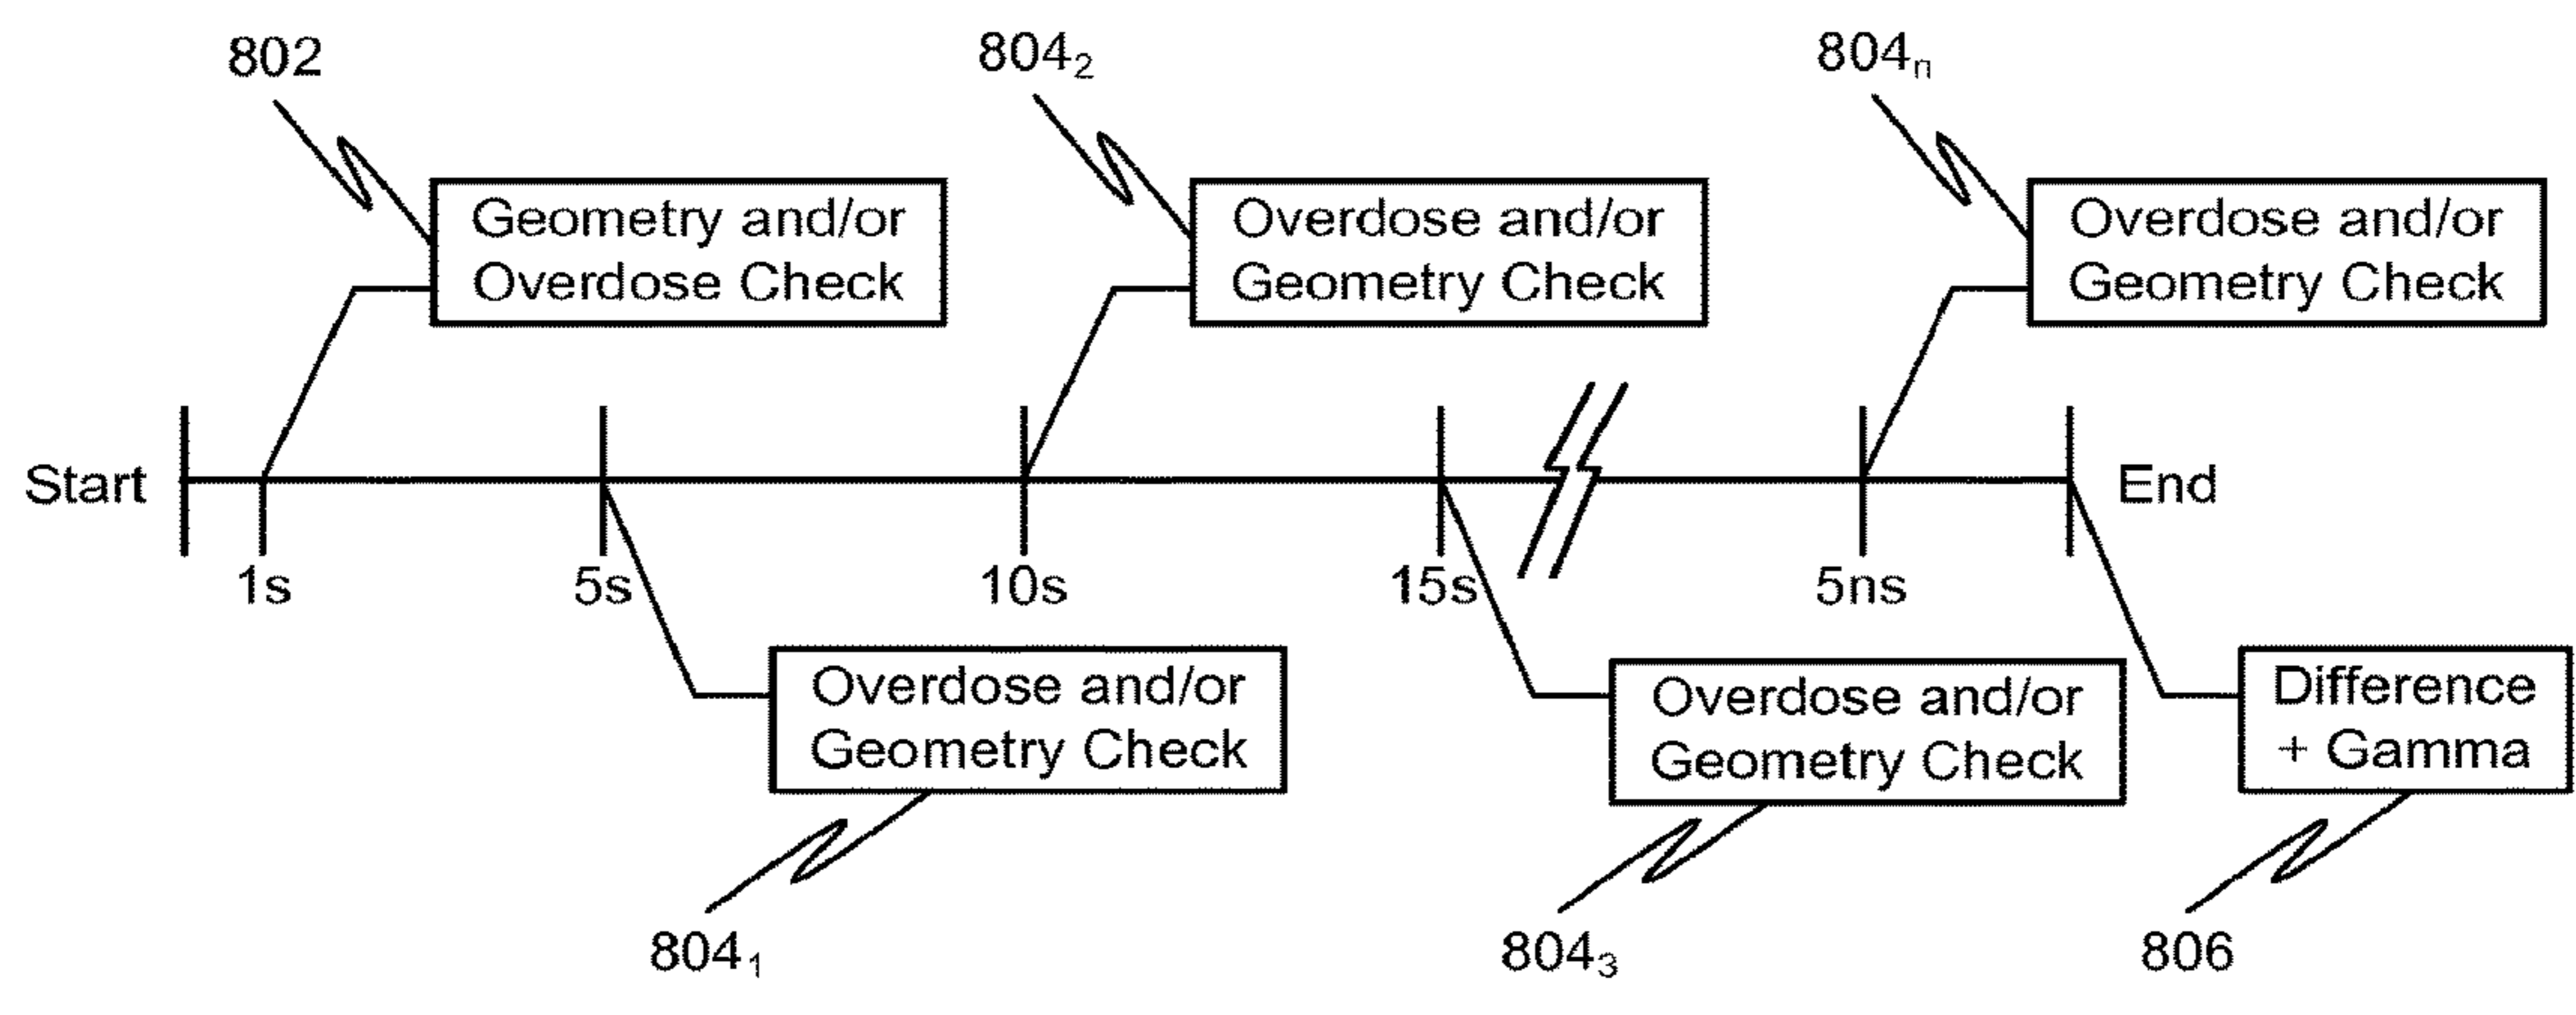 802
804₂
804ₙ
Geometry and/or
Overdose Check
Overdose and/or
Geometry Check
Overdose and/or
Geometry Check
Start
End
1s
5s
10s
15s
5ns
Overdose and/or
Geometry Check
Overdose and/or
Geometry Check
Difference
+ Gamma
804₁
804₃
806